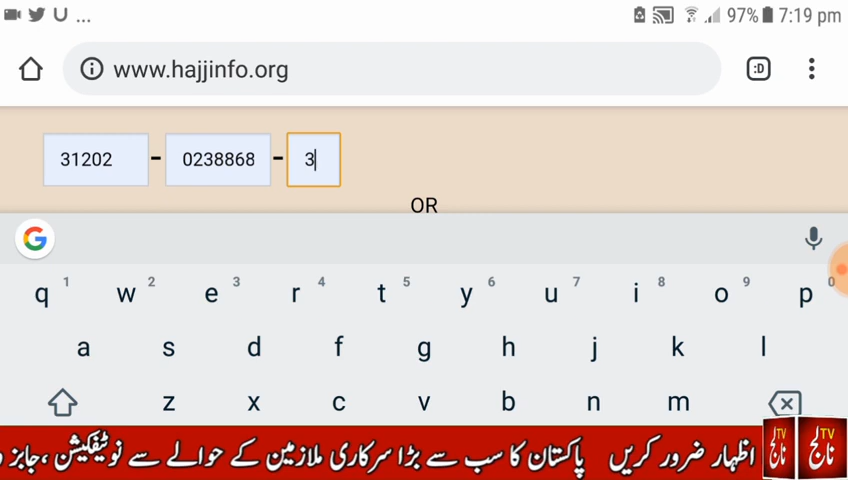 ... 97% 7:19 pm
www.hajjinfo.org :D
31202 - 0238868 - 3
OR
G
q 1 w 2 e 3 r 4 t 5 y 6 u 7 i 8 o 9 p 0
a s d f g h j k l
z x c v b n m
اظہار ضرور کریں پاکستان کا سب سے بڑا سرکاری ملازمین کے حوالے سے نوٹیفکیشن ،جابز
TV نالج TV نالج